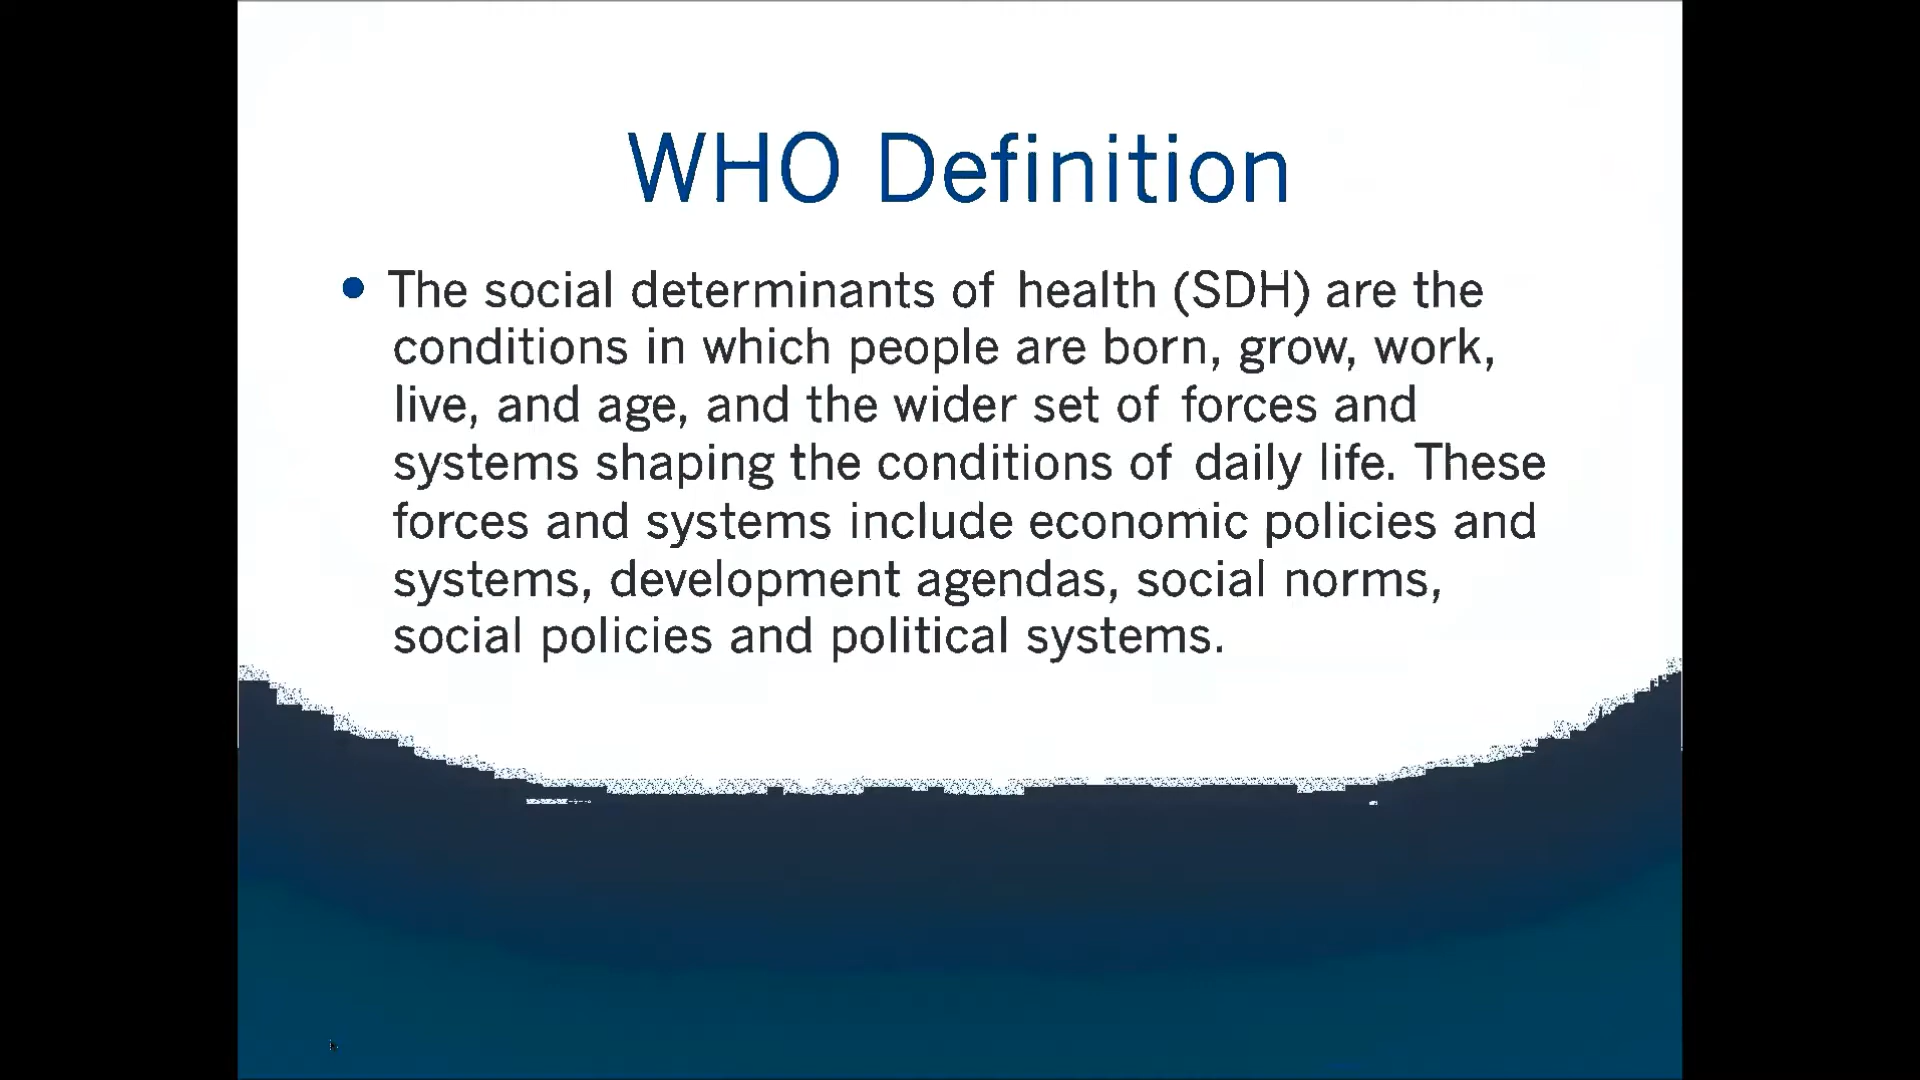 WHO Definition
• The social determinants of health (SDH) are the
conditions in which people are born, grow, work,
live, and age, and the wider set of forces and
systems shaping the conditions of daily life. These
forces and systems include economic policies and
systems, development agendas, social norms,
social policies and political systems.